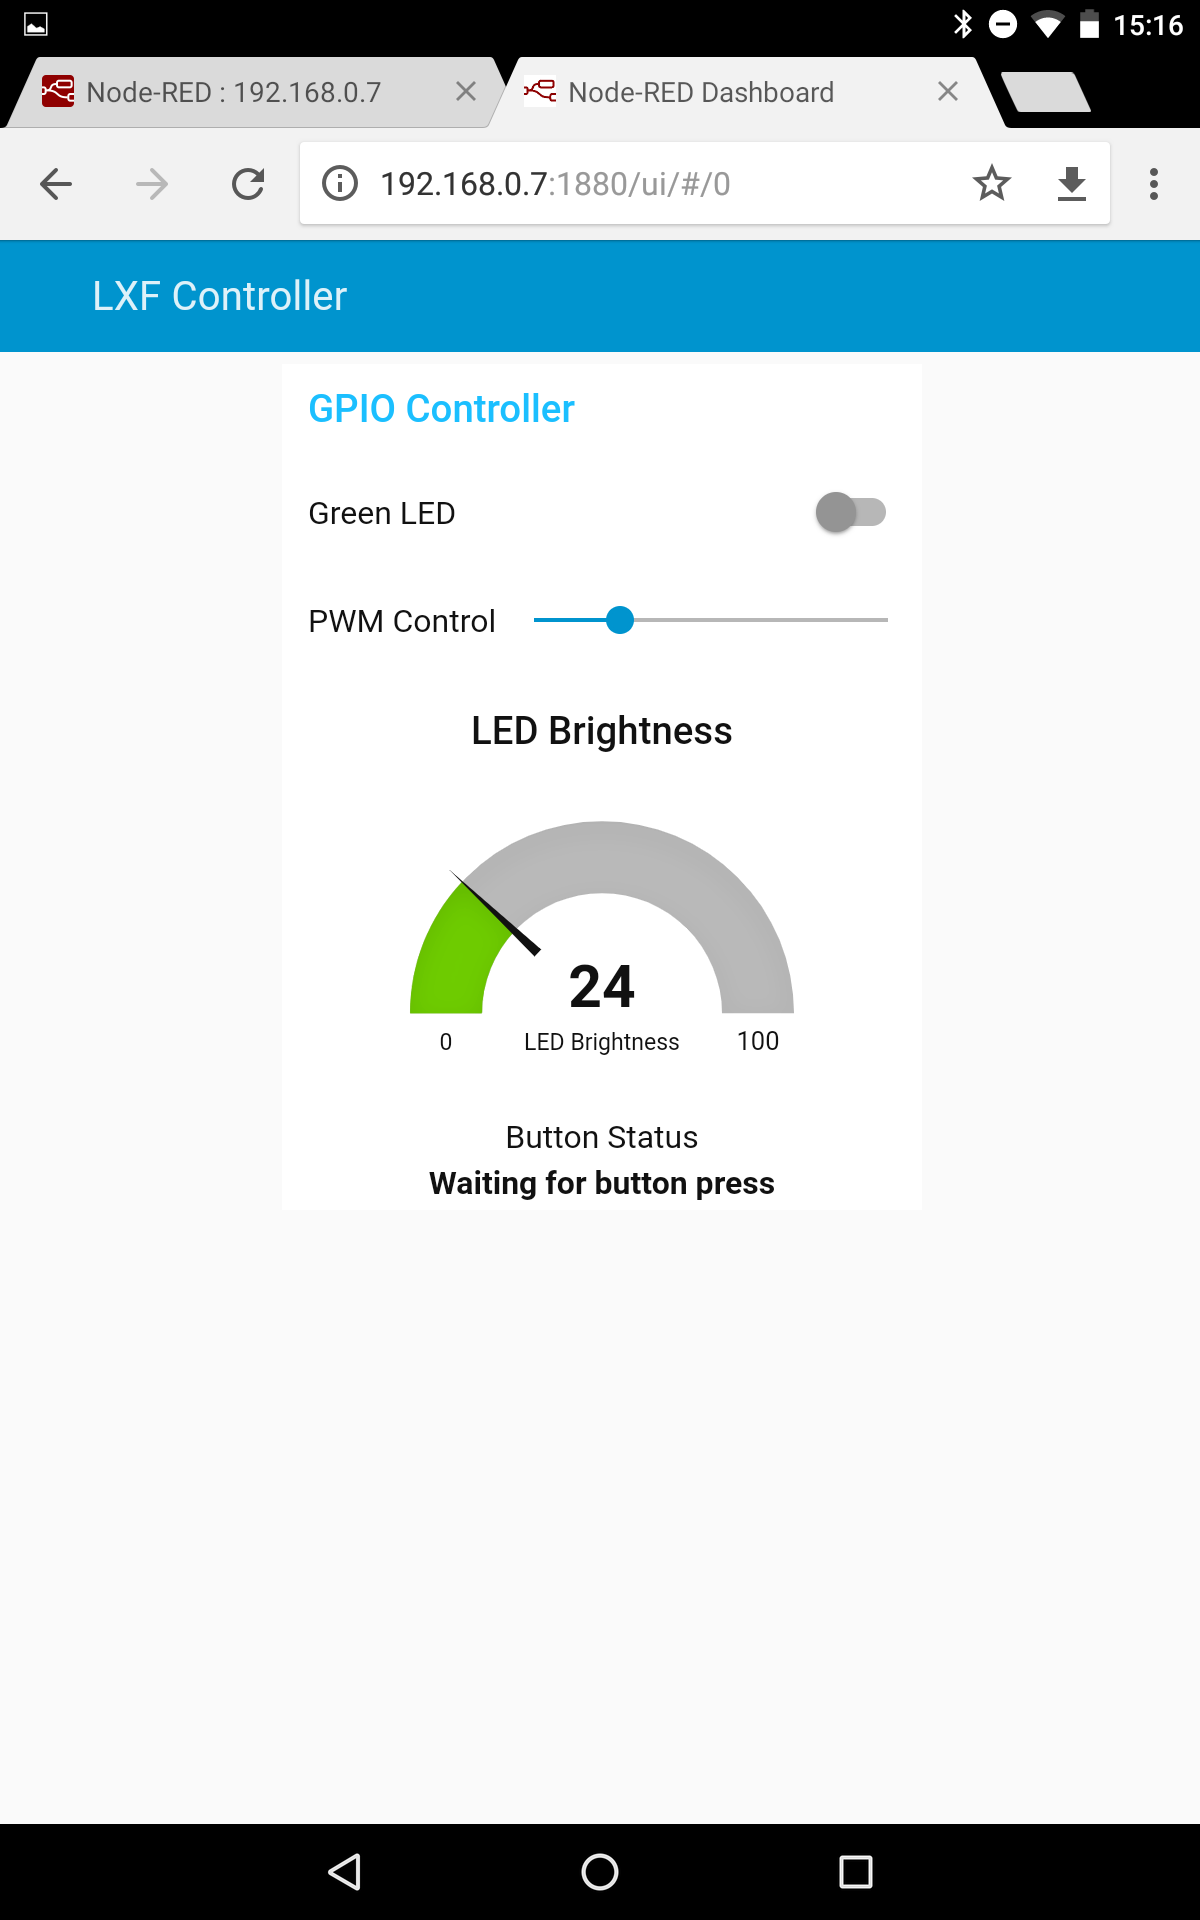 15:16
Node-RED : 192.168.0.7
Node-RED Dashboard
192.168.0.7:1880/ui/#/0
LXF Controller
GPIO Controller
Green LED
PWM Control
LED Brightness
24
0 LED Brightness 100
Button Status
Waiting for button press